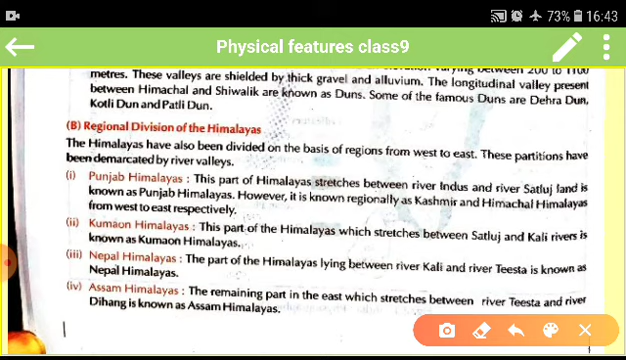 73% 16:43
Physical features class9
varying between 200 to 1100
metres. These valleys are shielded by thick gravel and alluvium. The longitudinal valley present
between Himachal and Shiwalik are known as Duns. Some of the famous Duns are Dehra Dun,
Kotli Dun and Patli Dun.
(B) Regional Division of the Himalayas
The Himalayas have also been divided on the basis of regions from west to east. These partitions have
been demarcated by river valleys.
(i) Punjab Himalayas : This part of Himalayas stretches between river Indus and river Satluj fand is
known as Punjab Himalayas. However, it is known regionally as Kashmir and Himachal Himalayas
from west to east respectively.
(ii) Kumaon Himalayas : This part of the Himalayas which stretches between Satluj and Kali rivers is
known as Kumaon Himalayas.
(iii) Nepal Himalayas : The part of the Himalayas lying between river Kali and river Teesta is known as
Nepal Himalayas.
(iv) Assam Himalayas : The remaining part in the east which stretches between river Teesta and river
Dihang is known as Assam Himalayas.